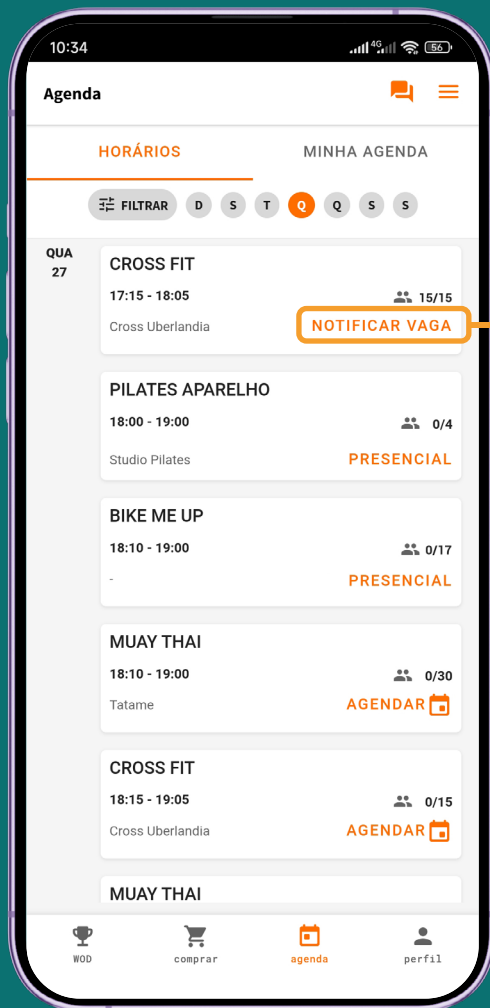 10:34 4G 56
Agenda
HORÁRIOS MINHA AGENDA
FILTRAR D S T Q Q S S
QUA
27
CROSS FIT
17:15 - 18:05 15/15
Cross Uberlandia NOTIFICAR VAGA
PILATES APARELHO
18:00 - 19:00 0/4
Studio Pilates PRESENCIAL
BIKE ME UP
18:10 - 19:00 0/17
- PRESENCIAL
MUAY THAI
18:10 - 19:00 0/30
Tatame AGENDAR
CROSS FIT
18:15 - 19:05 0/15
Cross Uberlandia AGENDAR
MUAY THAI
WOD comprar agenda perfil